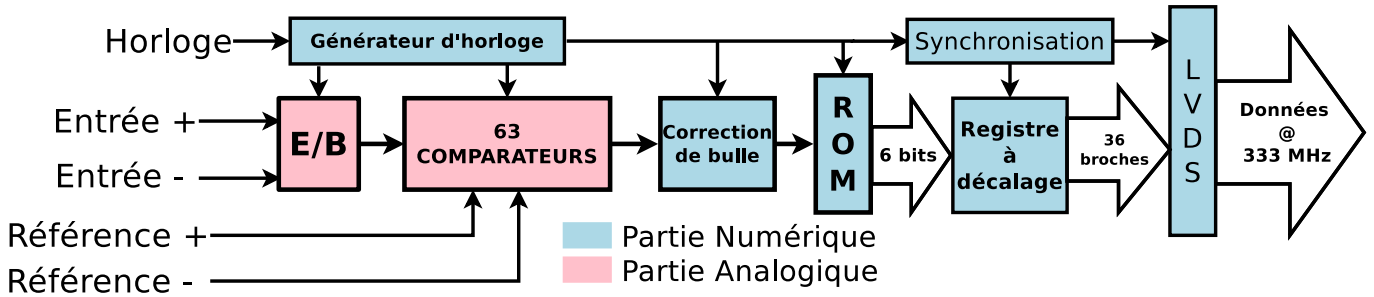 Horloge
Générateur d'horloge
Synchronisation
Entrée +
Entrée -
E/B
63
COMPARATEURS
Correction
de bulle
R
O
M
6 bits
Registre
à
décalage
36
broches
L
V
D
S
Données
@
333 MHz
Référence +
Référence -
Partie Numérique
Partie Analogique